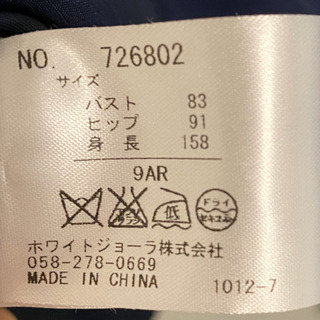 NO. 726802
サイズ
バスト 83
ヒップ 91
身長 158
9AR
低 ドライ セキユ系
ホワイトジョーラ株式会社
058-278-0669
MADE IN CHINA 1012-7